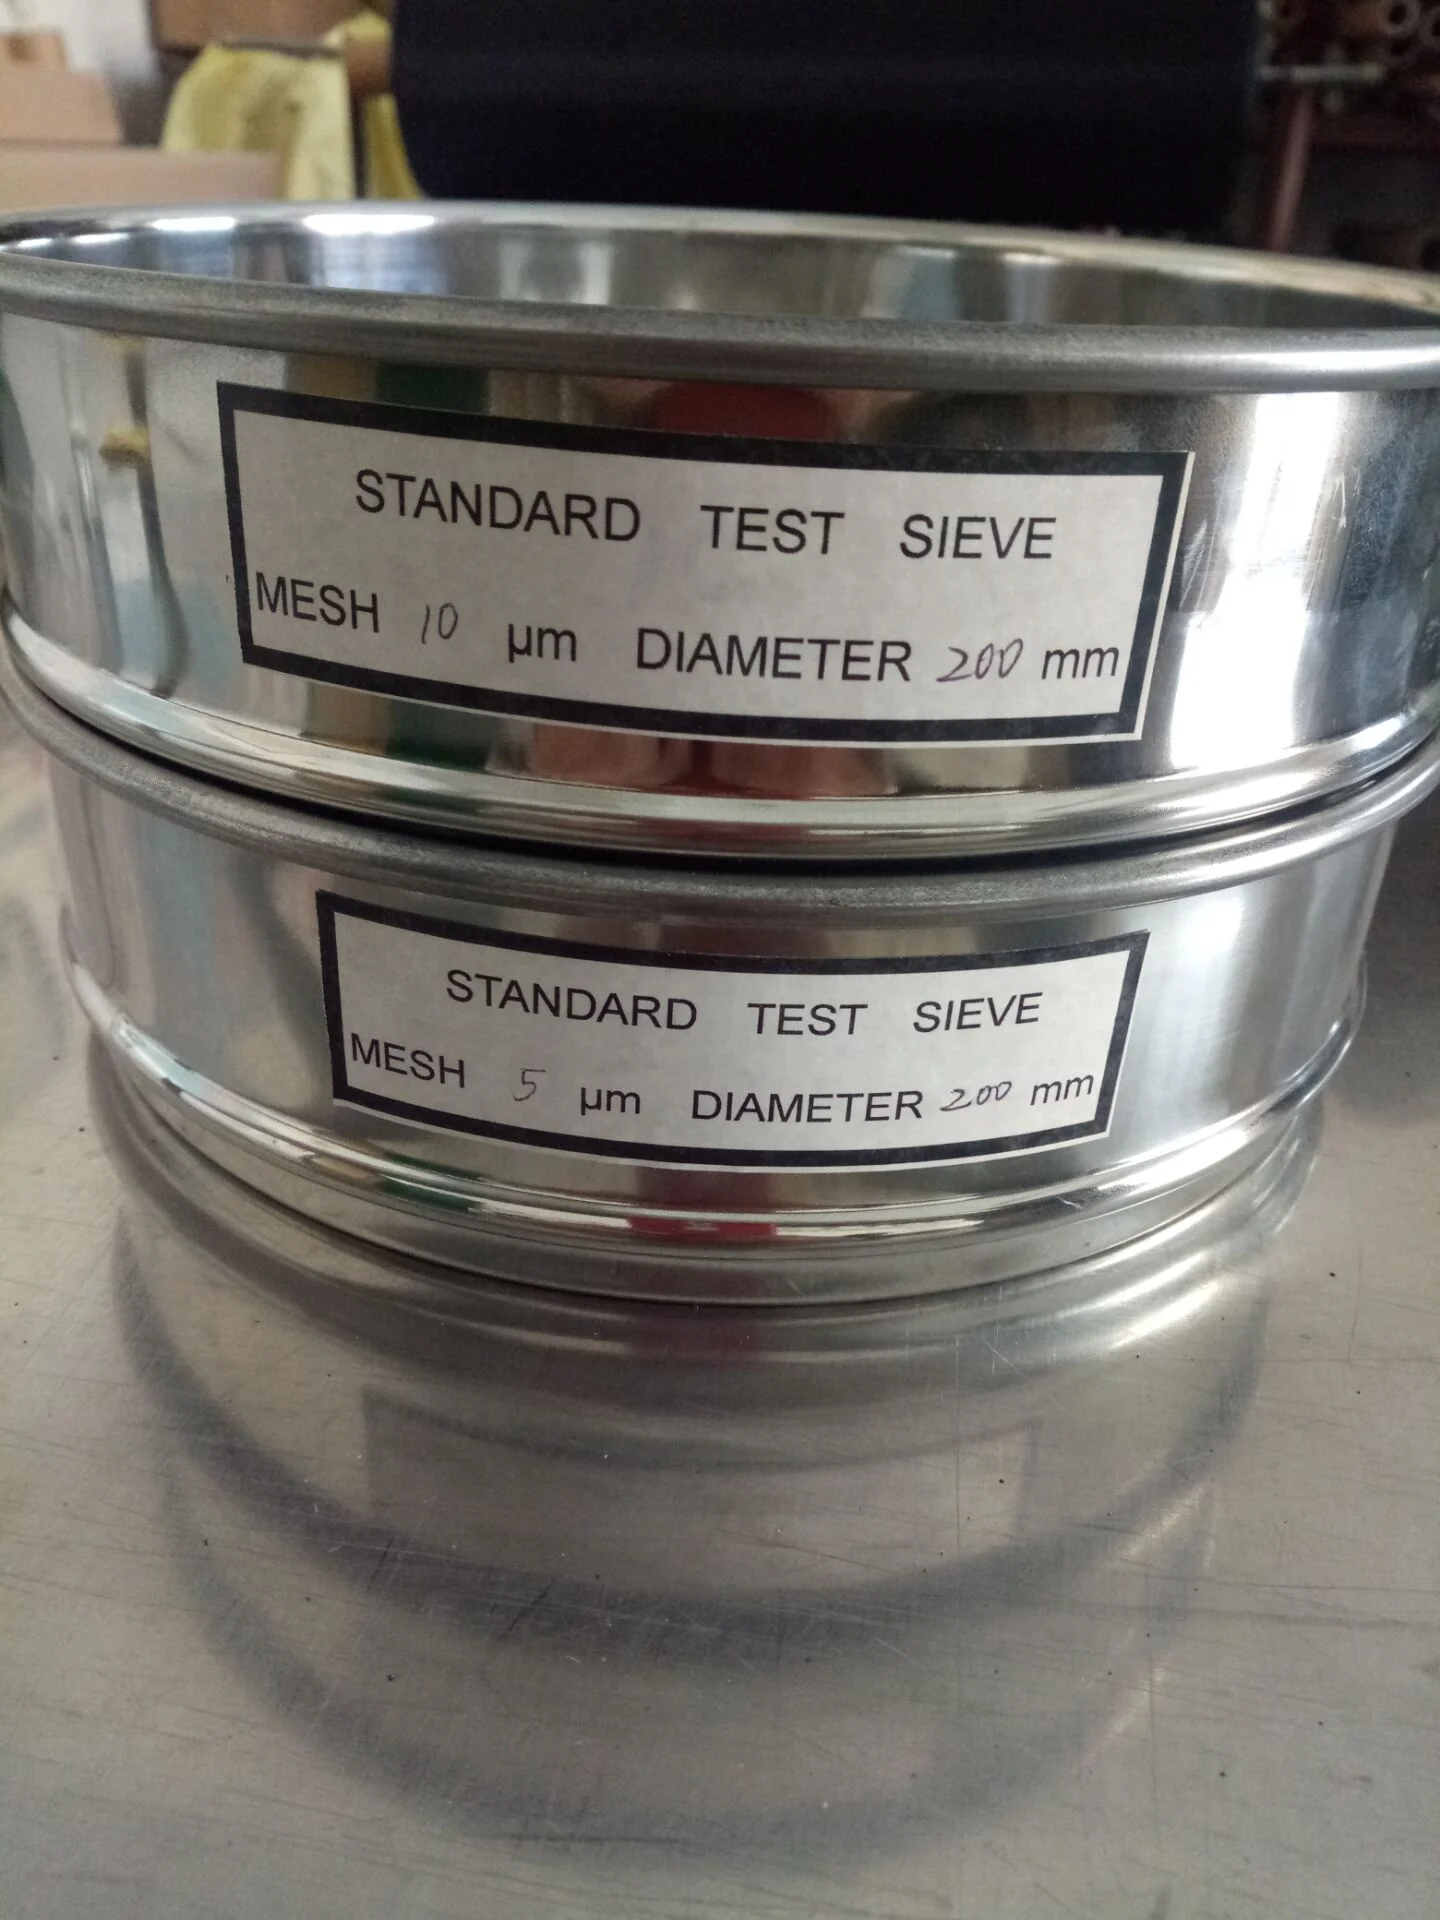 STANDARD TEST SIEVE
MESH 10 µm DIAMETER 200 mm
STANDARD TEST SIEVE
MESH 5 µm DIAMETER 200 mm